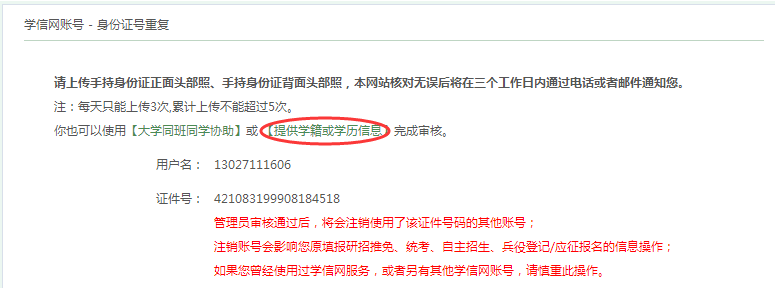 学信网账号 - 身份证号重复
请上传手持身份证正面头部照、手持身份证背面头部照，本网站核对无误后将在三个工作日内通过电话或者邮件通知您。
注：每天只能上传3次,累计上传不能超过5次。
你也可以使用【大学同班同学协助】或【提供学籍或学历信息】完成审核。
用户名： 13027111606
证件号： 421083199908184518
管理员审核通过后，将会注销使用了该证件号码的其他账号；
注销账号会影响您原填报研招推免、统考、自主招生、兵役登记/应征报名的信息操作；
如果您曾经使用过学信网服务，或者另有其他学信网账号，请慎重此操作。